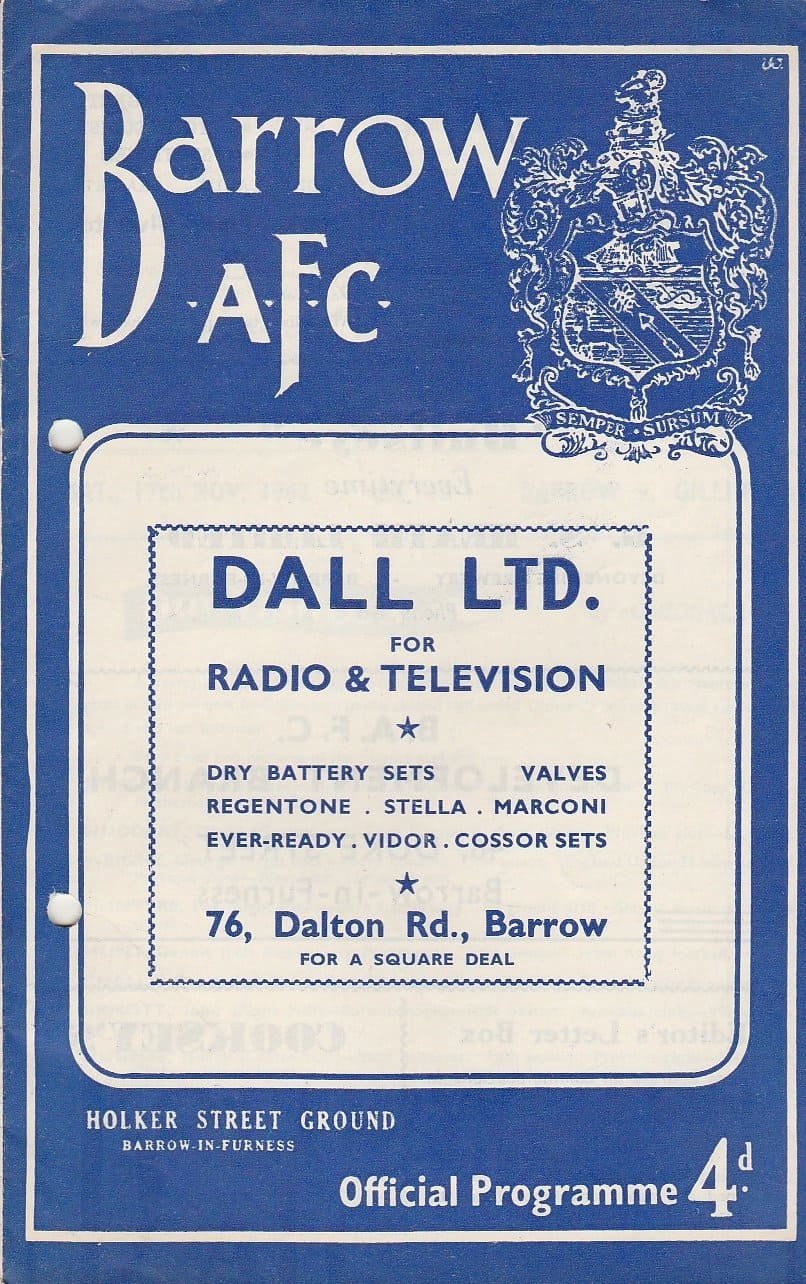 Barrow
·A·F·C·
SEMPER · SURSUM
DALL LTD.
FOR
RADIO & TELEVISION
DRY BATTERY SETS VALVES
REGENTONE . STELLA . MARCONI
EVER-READY . VIDOR . COSSOR SETS
76, Dalton Rd., Barrow
FOR A SQUARE DEAL
HOLKER STREET GROUND
BARROW-IN-FURNESS
Official Programme 4d.